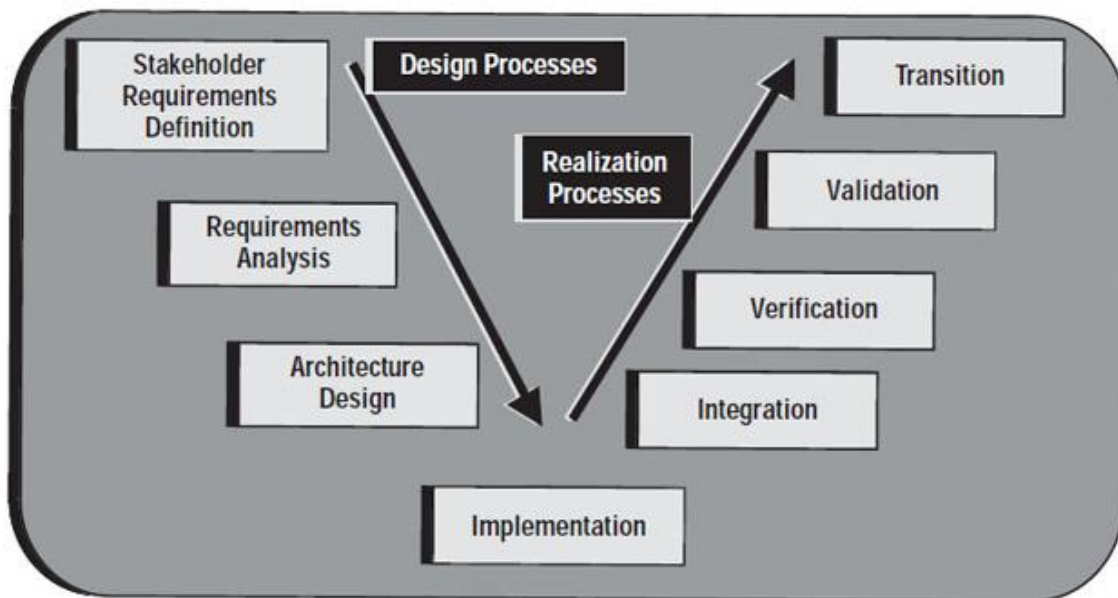 Stakeholder
Requirements
Definition
Design Processes
Transition
Realization
Processes
Validation
Requirements
Analysis
Verification
Architecture
Design
Integration
Implementation